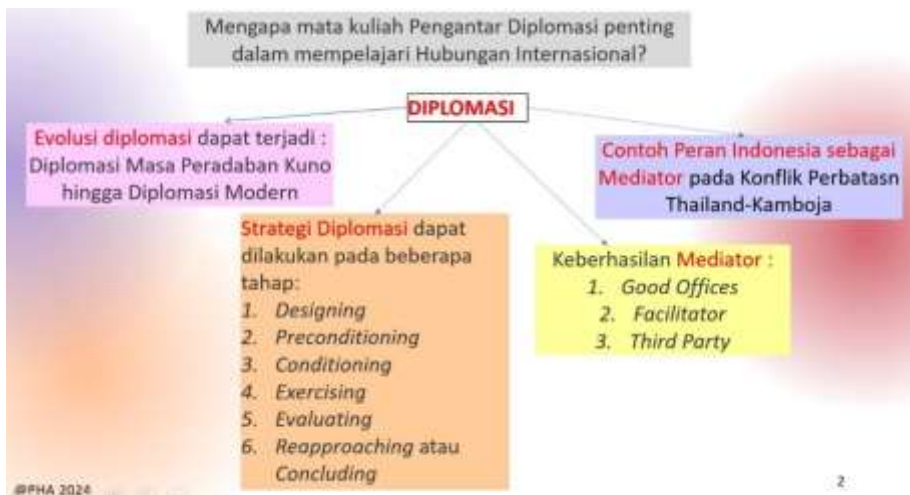 Mengapa mata kuliah Pengantar Diplomasi penting
dalam mempelajari Hubungan Internasional?
DIPLOMASI
Evolusi diplomasi dapat terjadi :
Diplomasi Masa Peradaban Kuno
hingga Diplomasi Modern
Contoh Peran Indonesia sebagai
Mediator pada Konflik Perbatasn
Thailand-Kamboja
Strategi Diplomasi dapat
dilakukan pada beberapa
tahap:
1. Designing
2. Preconditioning
3. Conditioning
4. Exercising
5. Evaluating
6. Reapproaching atau
Concluding
Keberhasilan Mediator :
1. Good Offices
2. Facilitator
3. Third Party
@PHA 2024
2